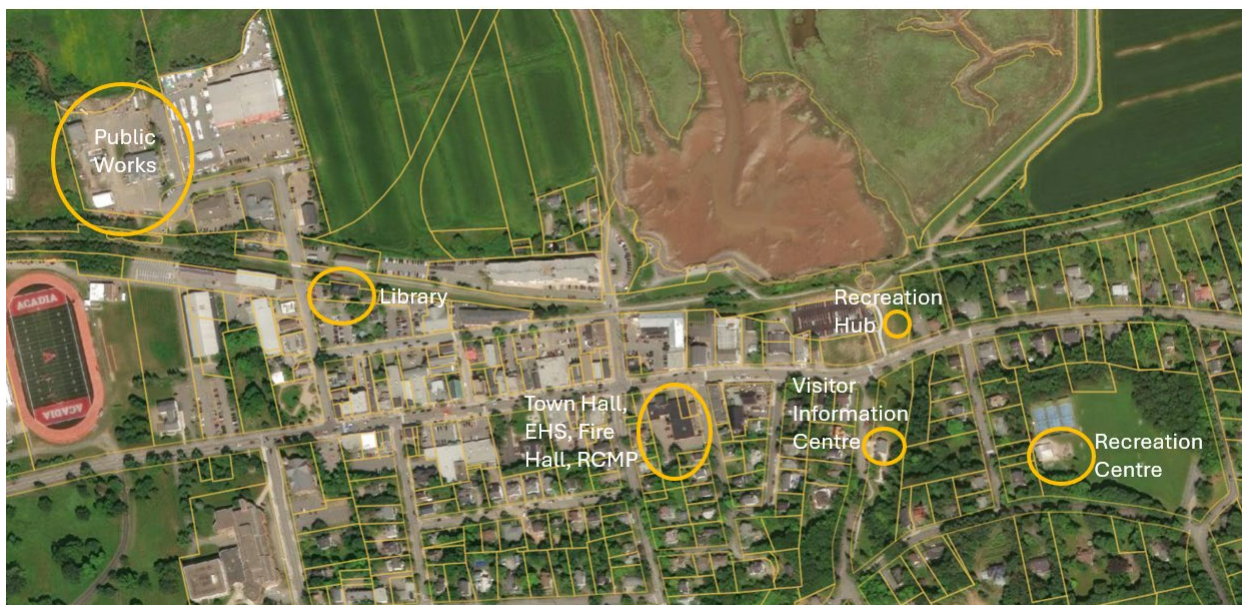 Public
Works
ACADIA
A
ACADIA
Library
Recreation
Hub
Town Hall,
EHS, Fire
Hall, RCMP
Visitor
Information
Centre
Recreation
Centre